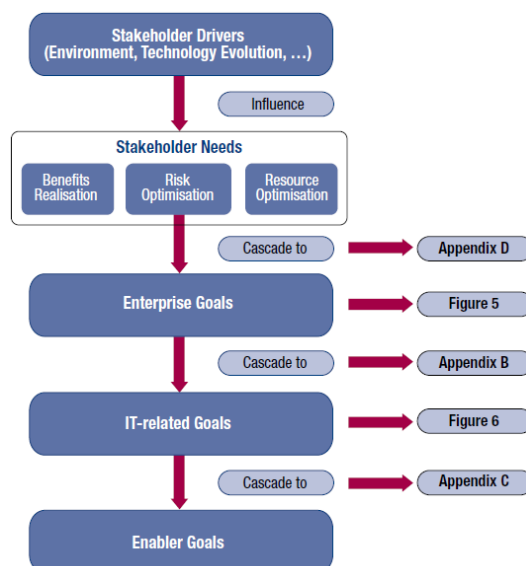 Stakeholder Drivers
(Environment, Technology Evolution, …)
Influence
Stakeholder Needs
Benefits
Realisation
Risk
Optimisation
Resource
Optimisation
Cascade to
Appendix D
Enterprise Goals
Figure 5
Cascade to
Appendix B
IT-related Goals
Figure 6
Cascade to
Appendix C
Enabler Goals